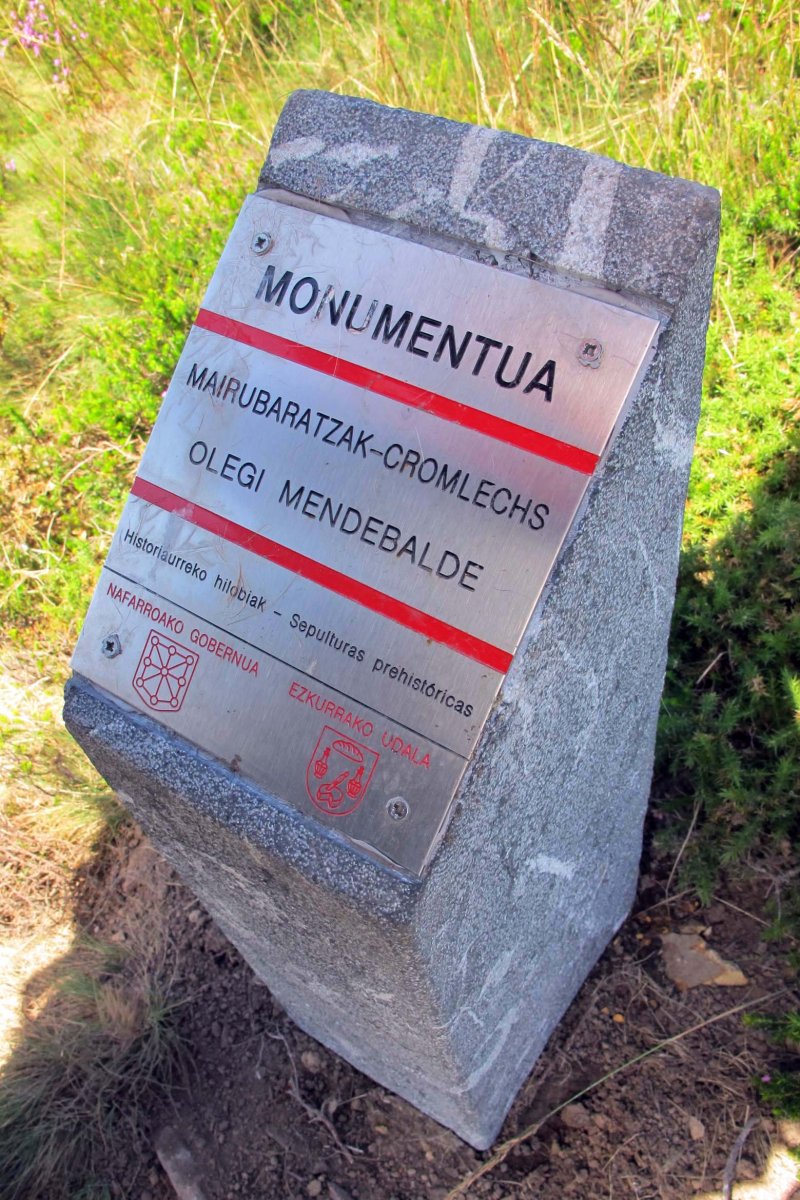 MONUMENTUA
MAIRUBARATZAK-CROMLECHS
OLEGI MENDEBALDE
Historiaurreko hilobiak - Sepulturas prehistóricas
NAFARROAKO GOBERNUA
EZKURRAKO UDALA